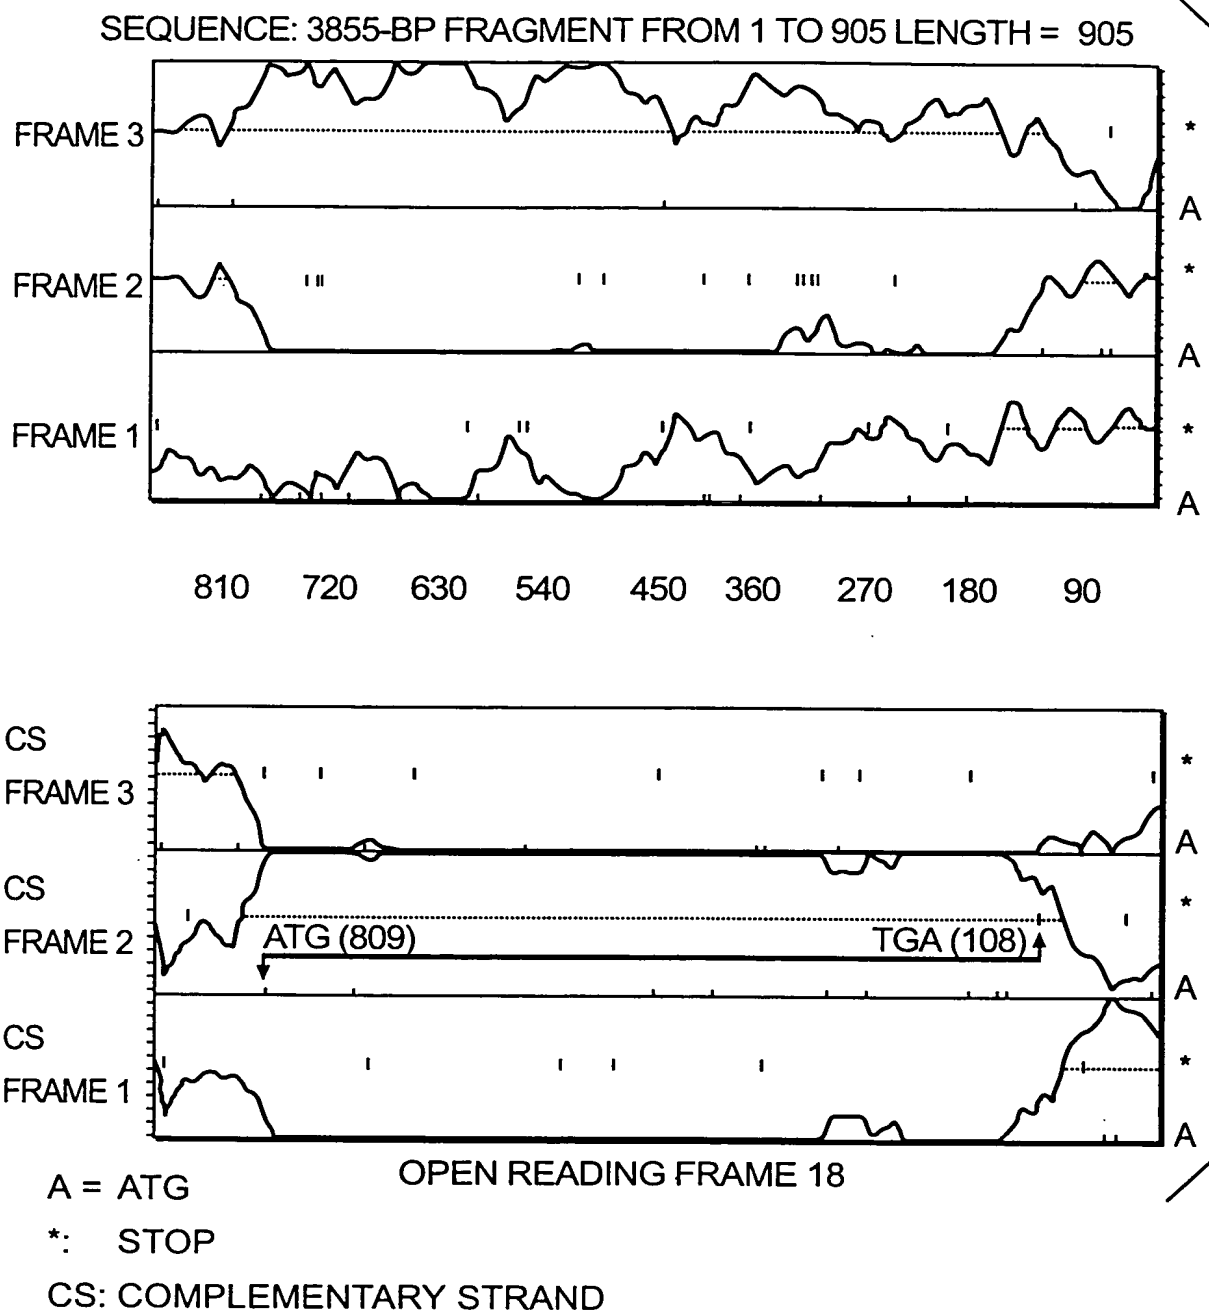 SEQUENCE: 3855-BP FRAGMENT FROM 1 TO 905 LENGTH = 905
FRAME 3
*
A
FRAME 2
*
A
FRAME 1
*
A
810 720 630 540 450 360 270 180 90
CS
FRAME 3
*
A
CS
FRAME 2
ATG (809)
TGA (108)
*
A
CS
FRAME 1
*
A
OPEN READING FRAME 18
A = ATG
*: STOP
CS: COMPLEMENTARY STRAND